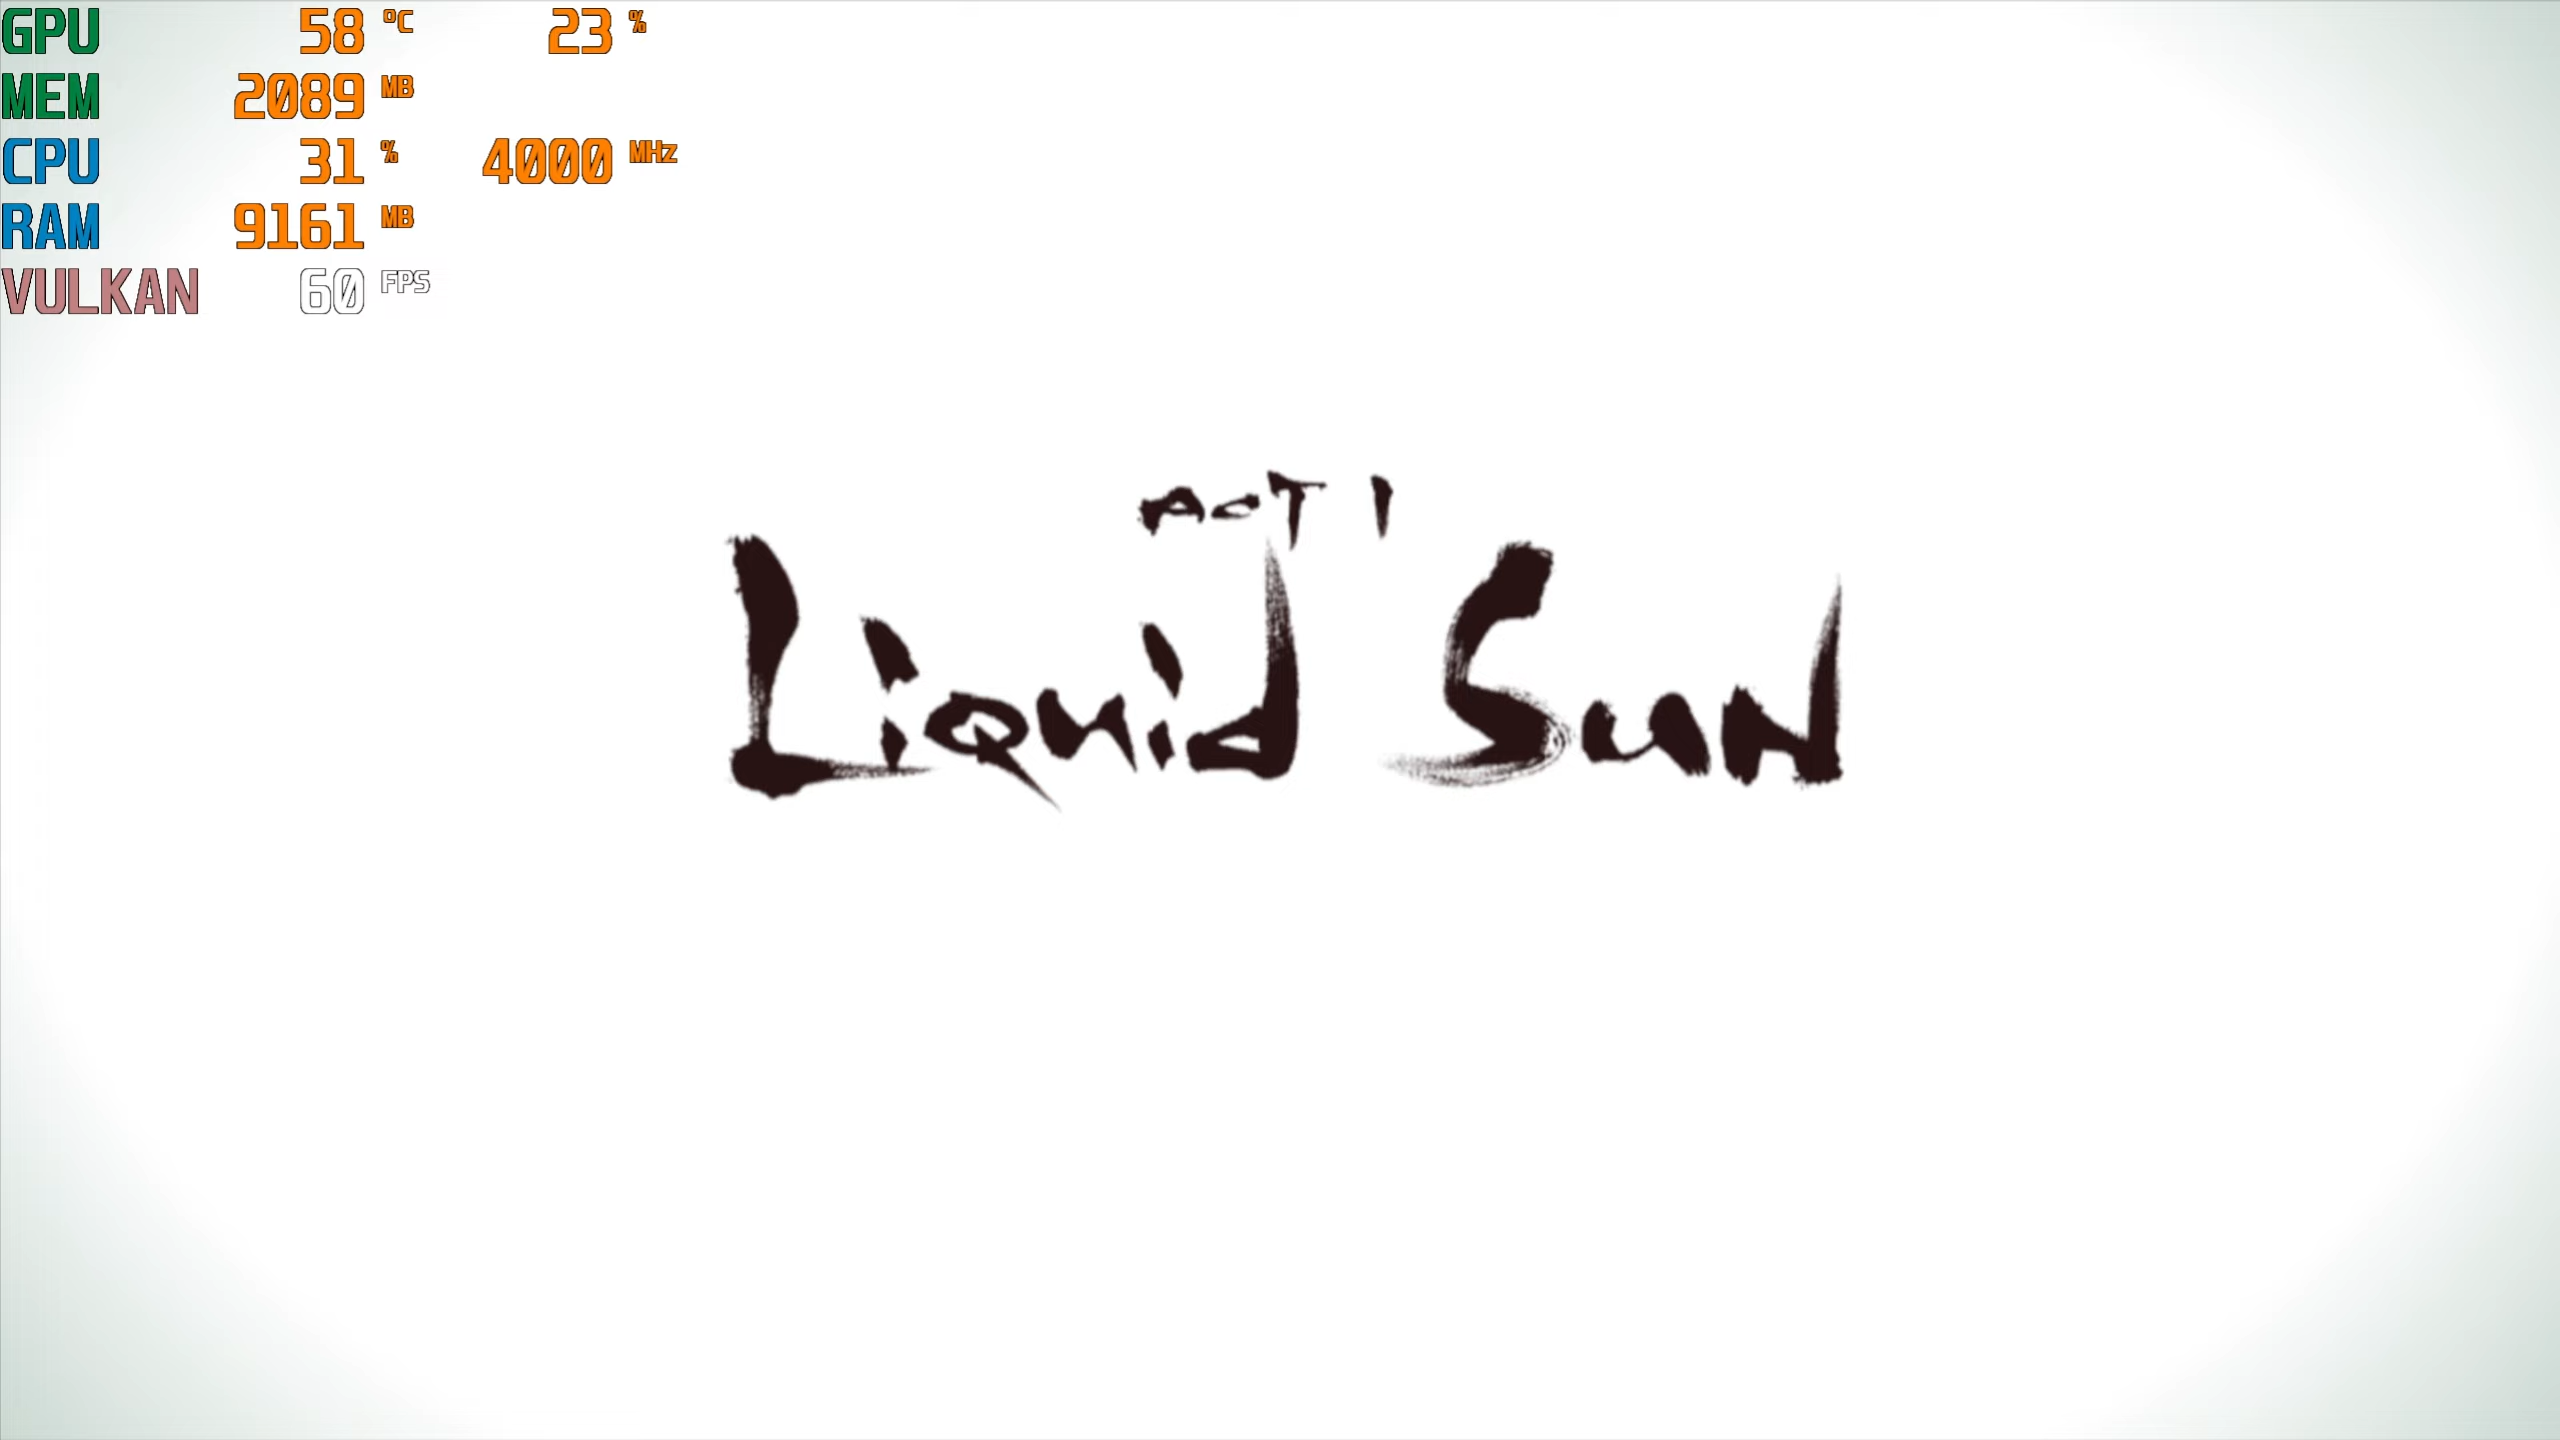 GPU 58 °C 23 %
MEM 2089 MB
CPU 31 % 4000 MHz
RAM 9161 MB
VULKAN 60 FPS
ACT 1
Liquid Sun